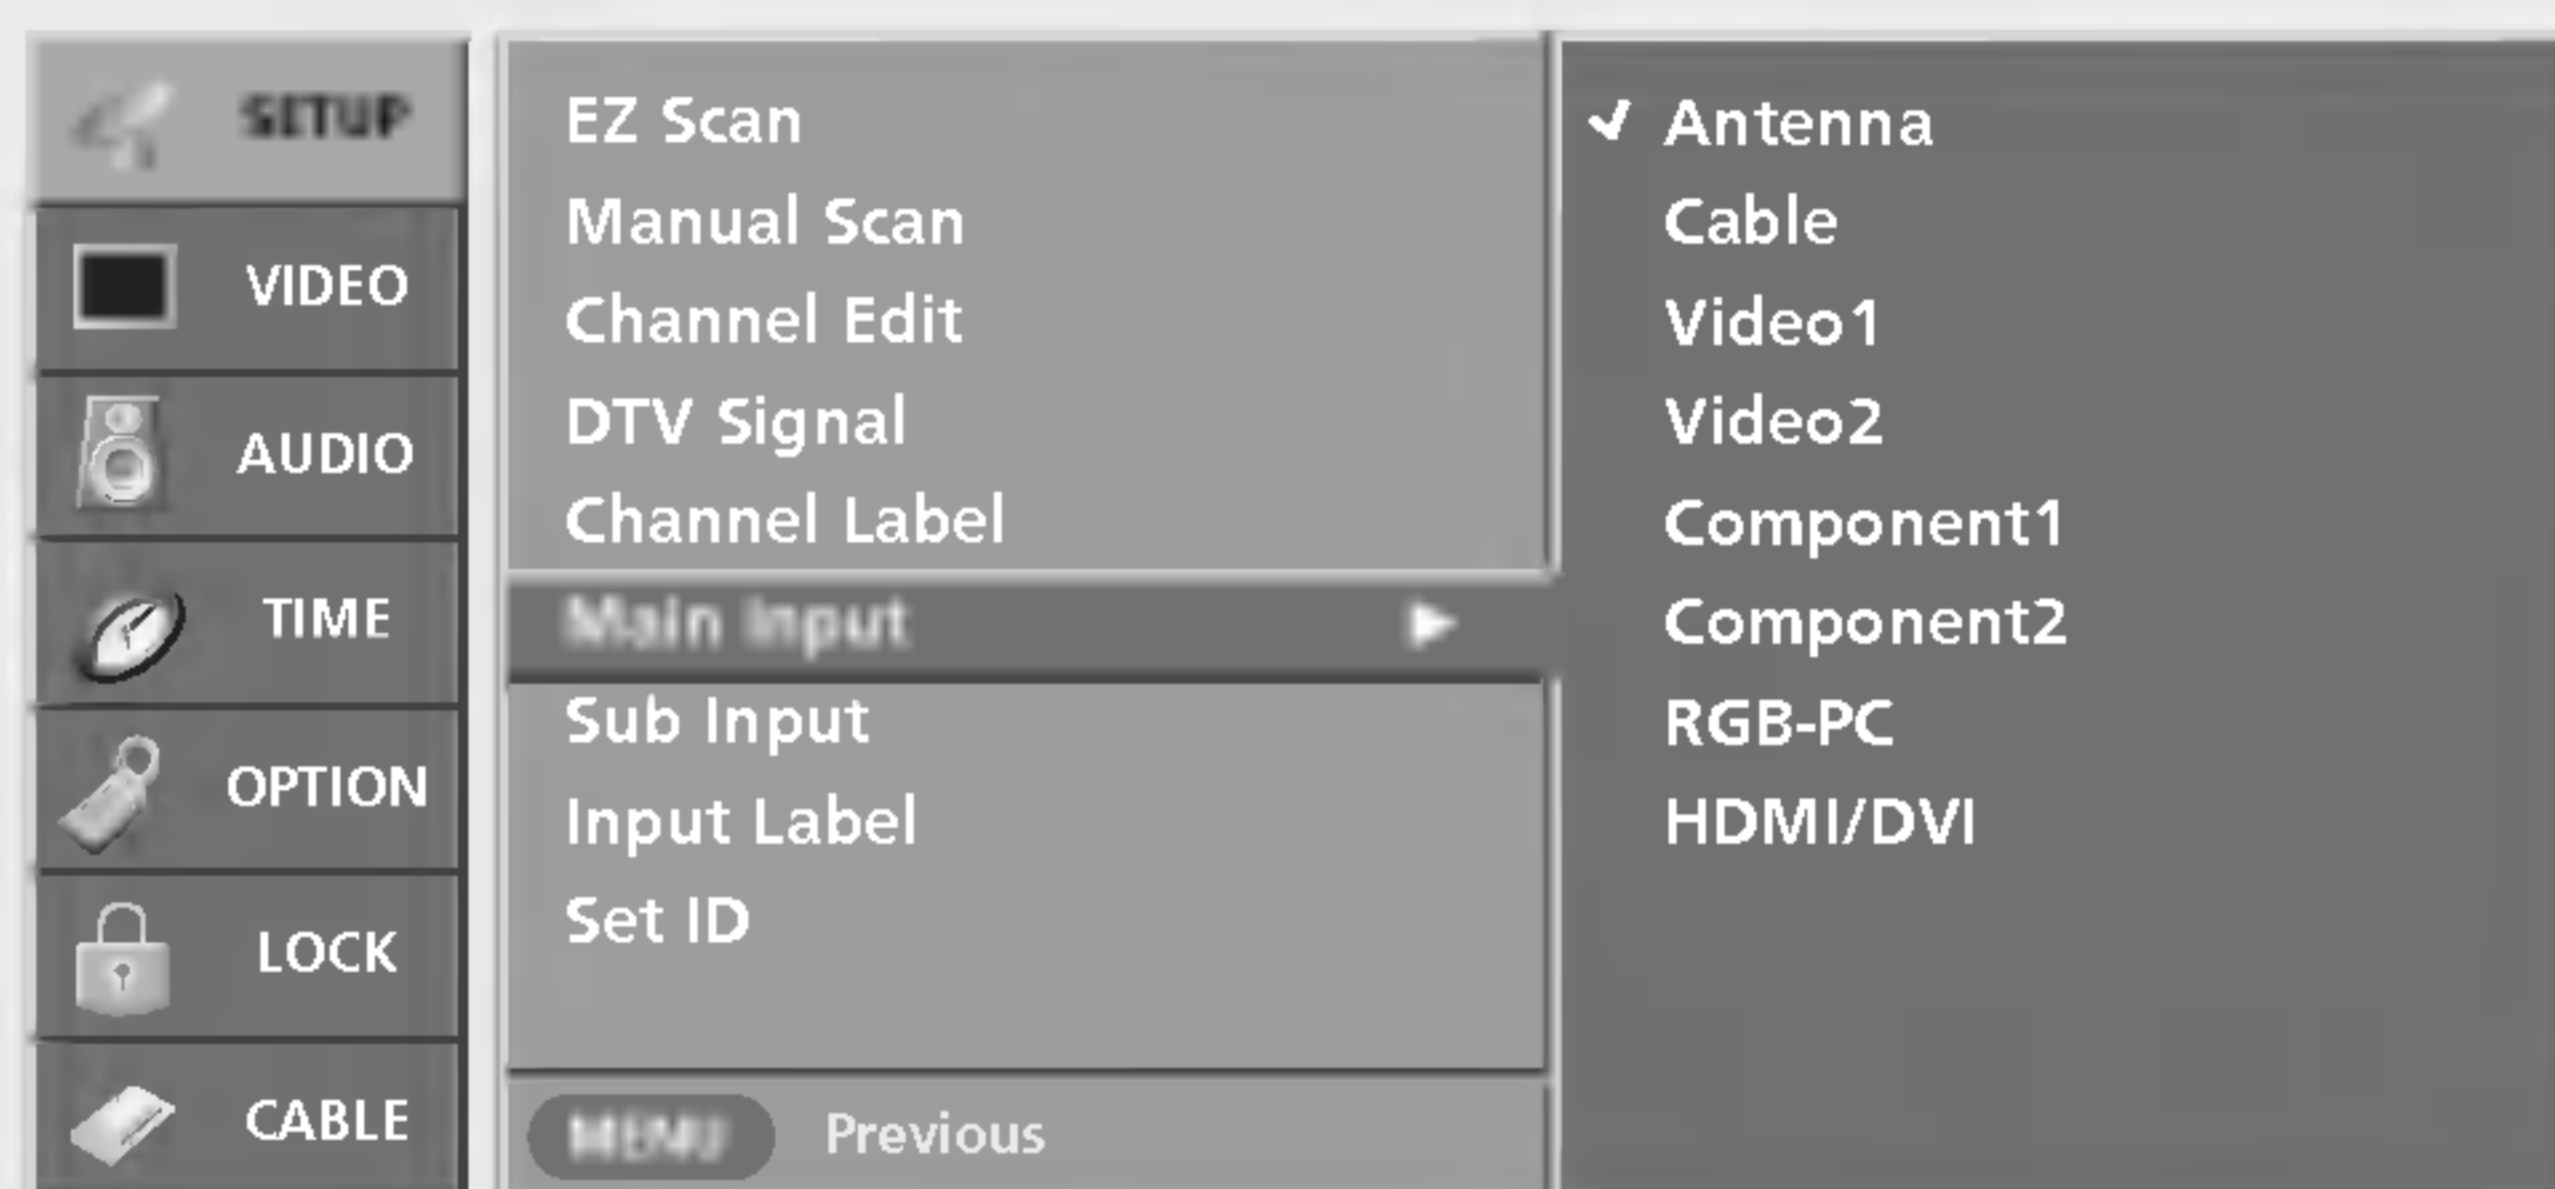 SETUP
VIDEO
AUDIO
TIME
OPTION
LOCK
CABLE
EZ Scan
Manual Scan
Channel Edit
DTV Signal
Channel Label
Main Input
Sub Input
Input Label
Set ID
MENU Previous
Antenna
Cable
Video1
Video2
Component1
Component2
RGB-PC
HDMI/DVI